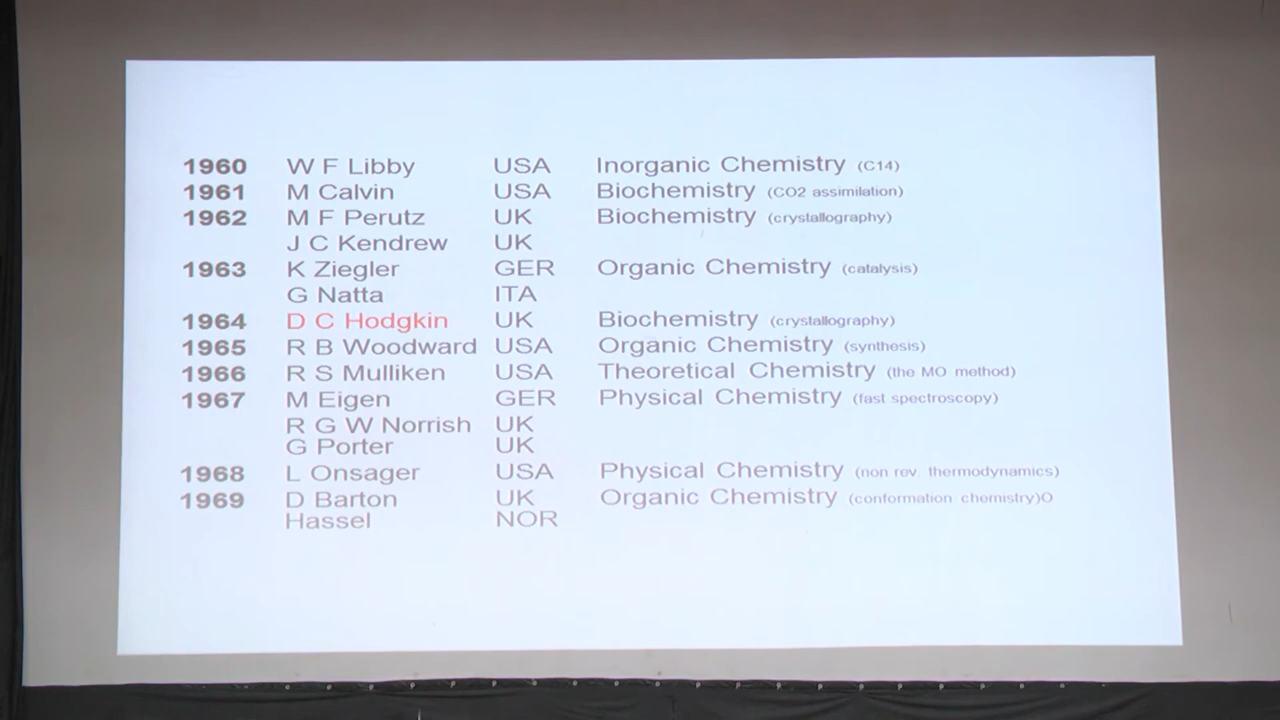 1960 W F Libby USA Inorganic Chemistry (C14)
1961 M Calvin USA Biochemistry (CO2 assimilation)
1962 M F Perutz UK Biochemistry (crystallography)
J C Kendrew UK
1963 K Ziegler GER Organic Chemistry (catalysis)
G Natta ITA
1964 D C Hodgkin UK Biochemistry (crystallography)
1965 R B Woodward USA Organic Chemistry (synthesis)
1966 R S Mulliken USA Theoretical Chemistry (the MO method)
1967 M Eigen GER Physical Chemistry (fast spectroscopy)
R G W Norrish UK
G Porter UK
1968 L Onsager USA Physical Chemistry (non rev. thermodynamics)
1969 D Barton UK Organic Chemistry (conformation chemistry)O
Hassel NOR